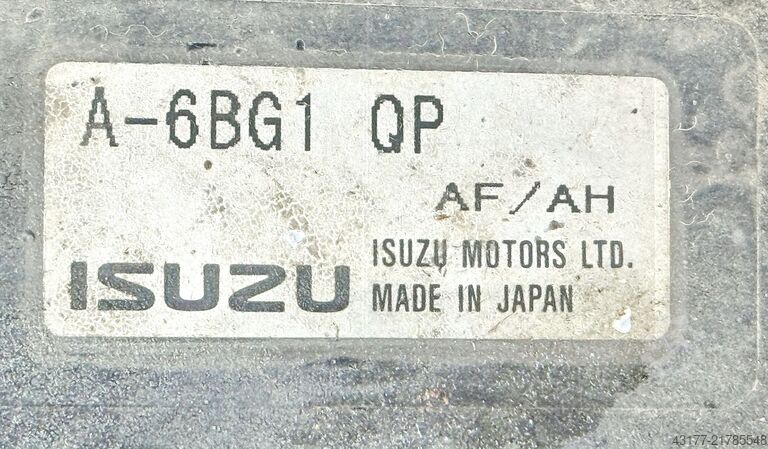 A-6BG1 QP
AF/AH
ISUZU
ISUZU MOTORS LTD.
MADE IN JAPAN
43177-21785548